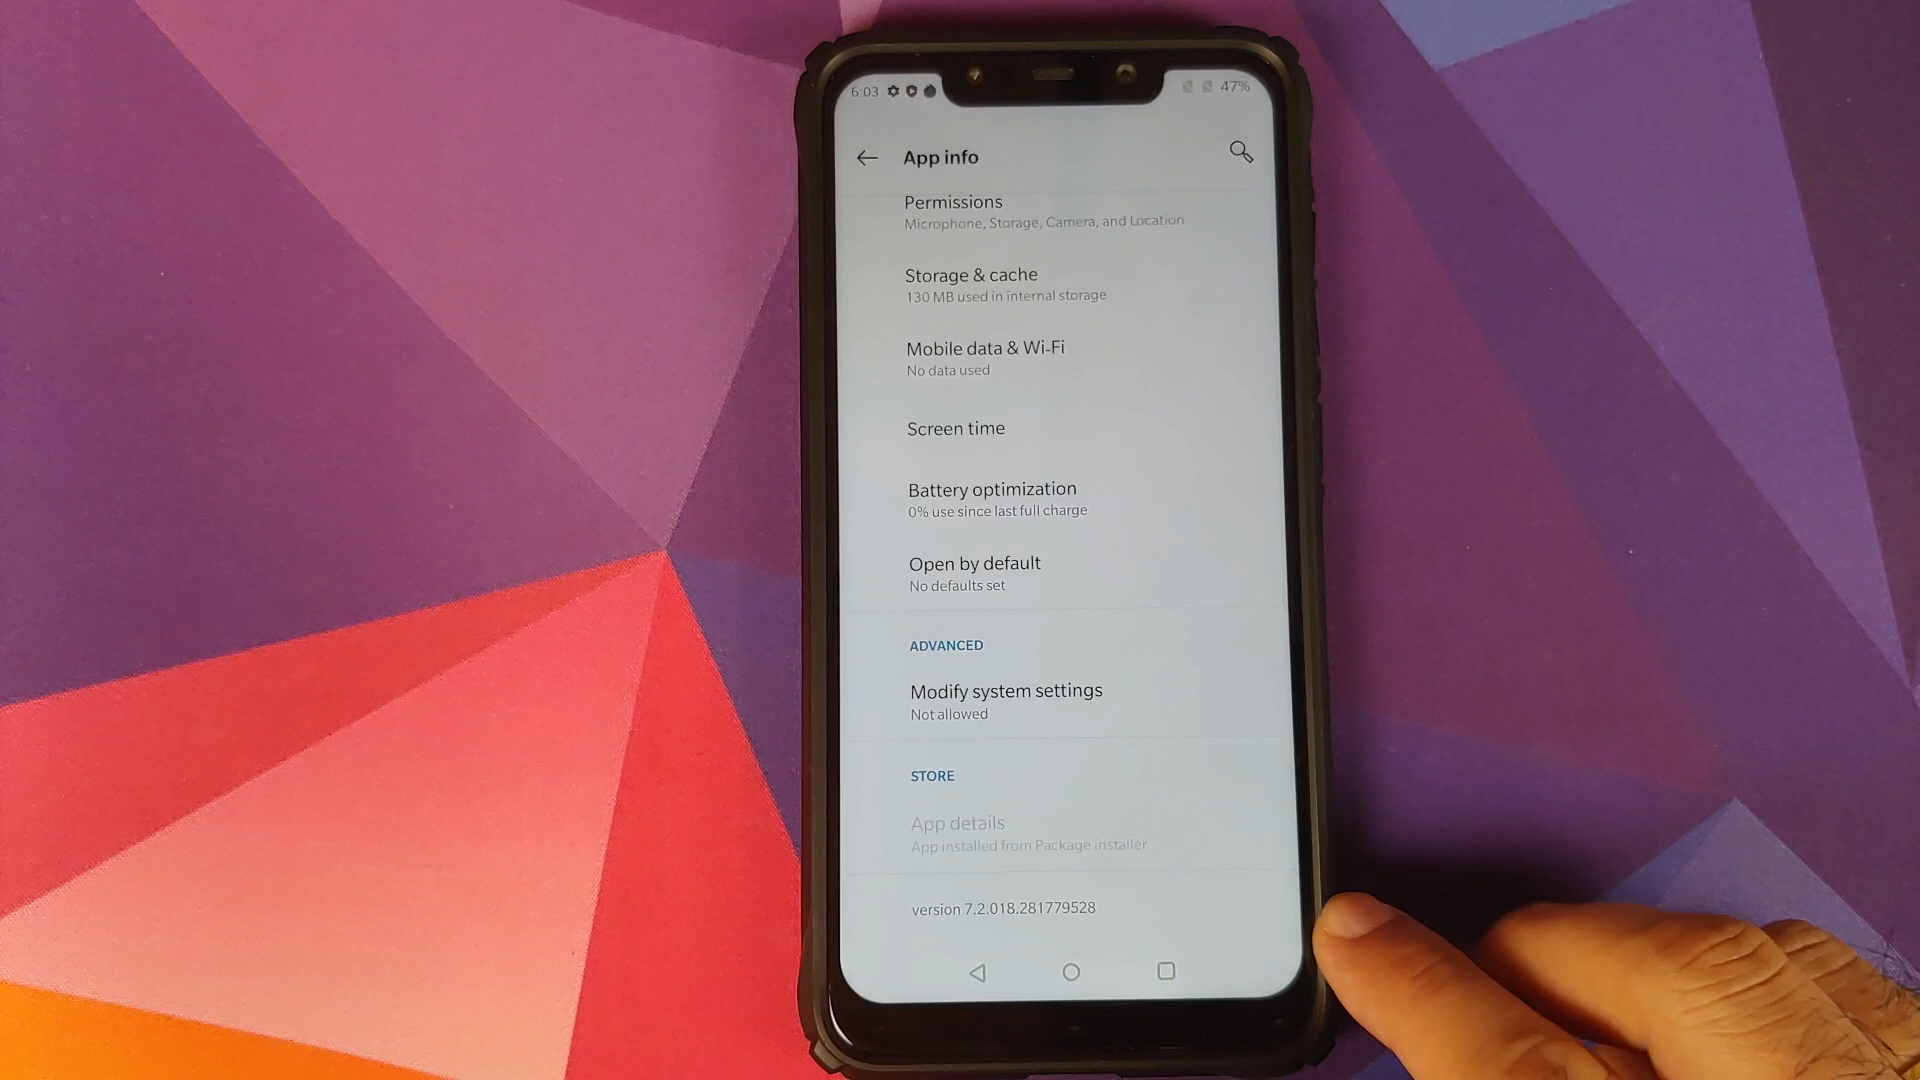 6:03
47%
App info
Permissions
Microphone, Storage, Camera, and Location
Storage & cache
130 MB used in internal storage
Mobile data & Wi-Fi
No data used
Screen time
Battery optimization
0% use since last full charge
Open by default
No defaults set
ADVANCED
Modify system settings
Not allowed
STORE
App details
App installed from Package installer
version 7.2.018.281779528